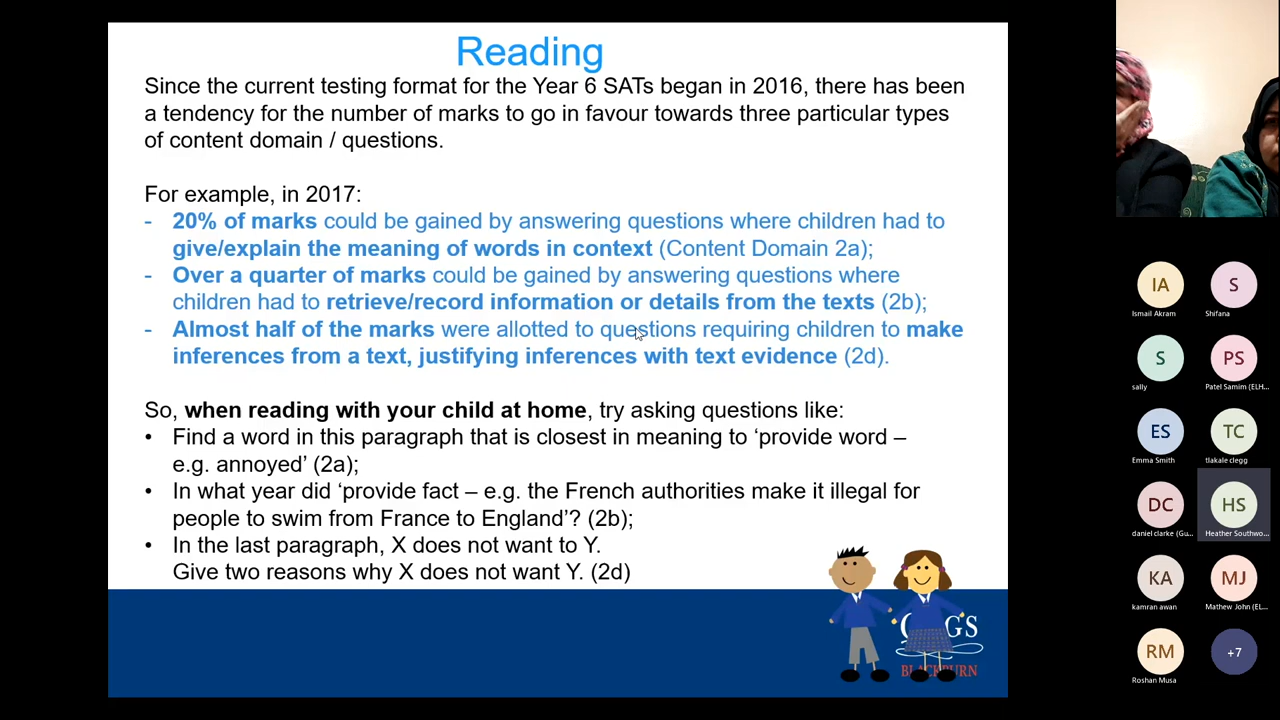 Reading
Since the current testing format for the Year 6 SATs began in 2016, there has been
a tendency for the number of marks to go in favour towards three particular types
of content domain / questions.
For example, in 2017:
- 20% of marks could be gained by answering questions where children had to
give/explain the meaning of words in context (Content Domain 2a);
- Over a quarter of marks could be gained by answering questions where
children had to retrieve/record information or details from the texts (2b);
- Almost half of the marks were allotted to questions requiring children to make
inferences from a text, justifying inferences with text evidence (2d).
So, when reading with your child at home, try asking questions like:
• Find a word in this paragraph that is closest in meaning to ‘provide word –
e.g. annoyed’ (2a);
• In what year did ‘provide fact – e.g. the French authorities make it illegal for
people to swim from France to England’? (2b);
• In the last paragraph, X does not want to Y.
Give two reasons why X does not want Y. (2d)
GS
BLACKBURN
IA
S
Ismail Akram
Shifana
S
PS
sally
Patel Samim (ELH...
ES
TC
Emma Smith
tlakale clegg
DC
HS
daniel clarke (Gu...
Heather Southwo...
KA
MJ
kamran awan
Mathew John (EL...
RM
+7
Roshan Musa